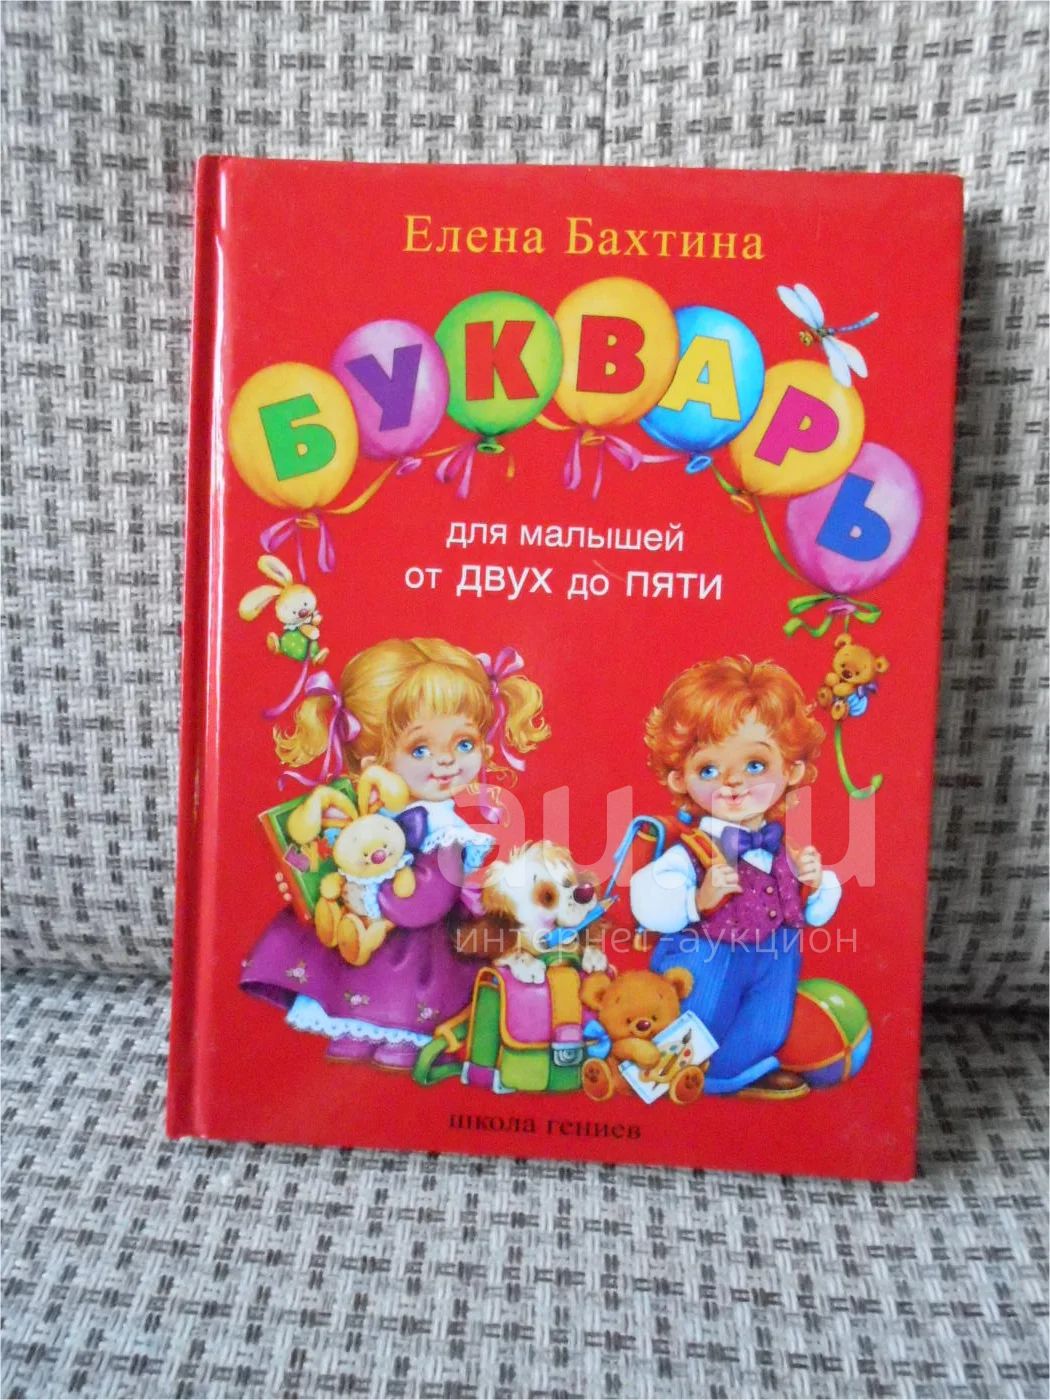 Елена Бахтина
БУКВАРЬ
для малышей
от двух до пяти
au.ru
интернет-аукцион
школа гениев